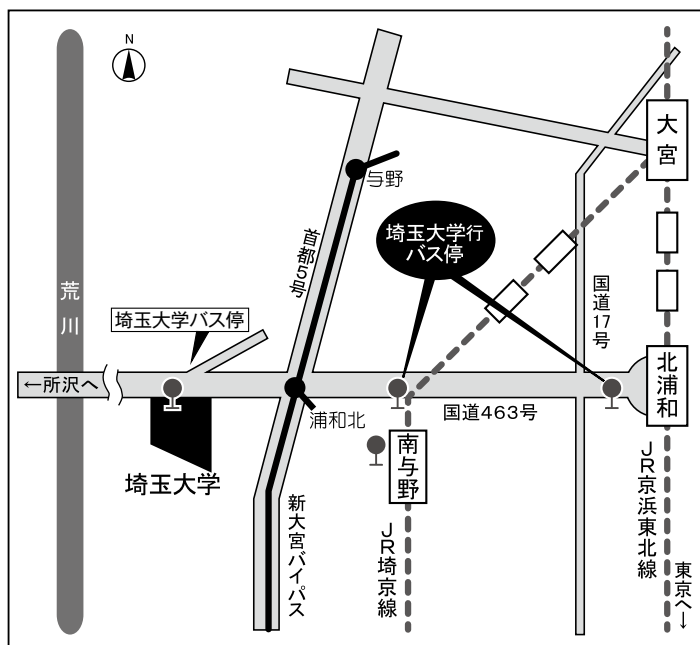 N
大宮
与野
埼玉大学行
バス停
首都5号
荒川
国道17号
埼玉大学バス停
←所沢へ
北浦和
浦和北
国道463号
南与野
埼玉大学
新大宮バイパス
JR埼京線
JR京浜東北線
東京へ→